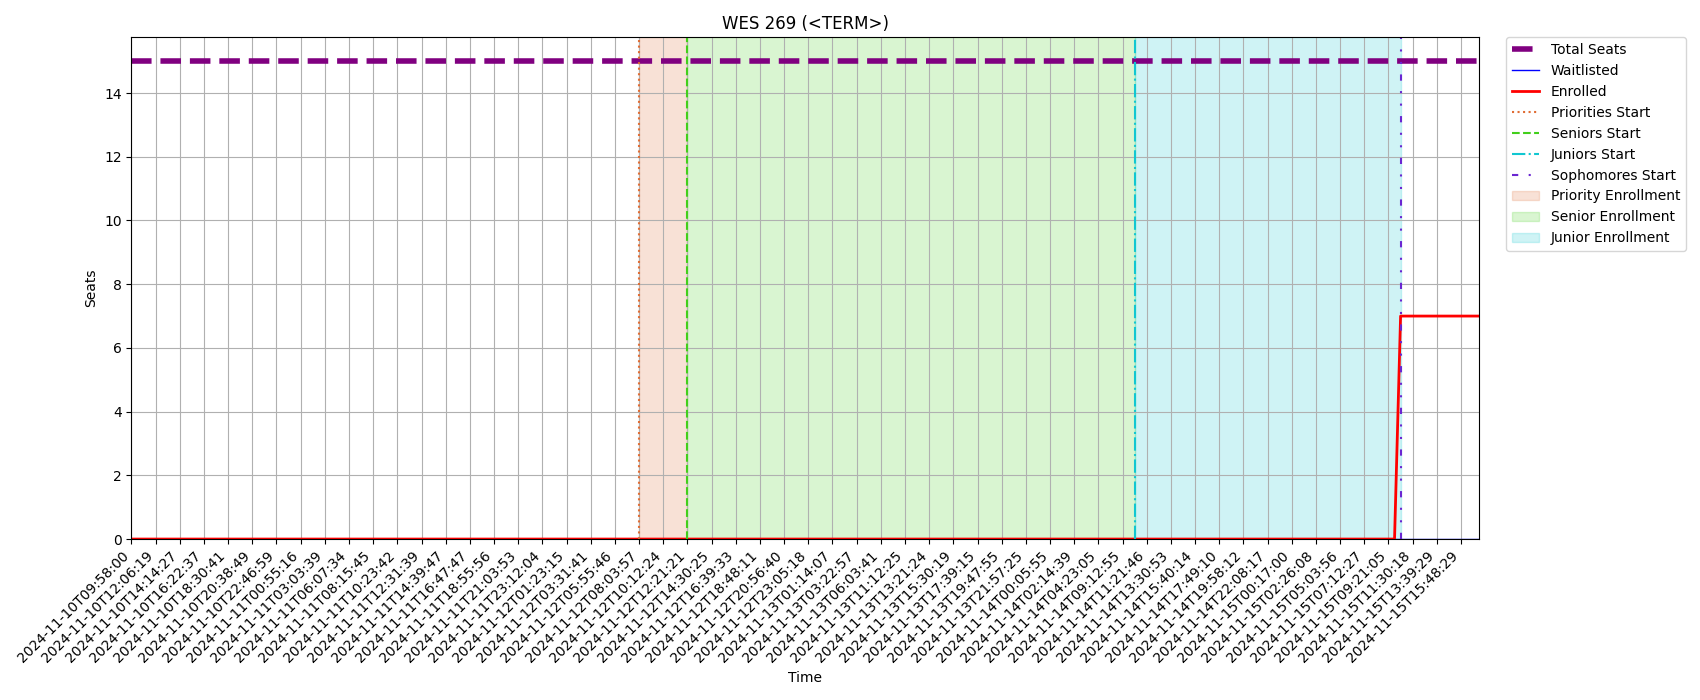 WES 269 (<TERM>)
Total Seats
Waitlisted
Enrolled
Priorities Start
Seniors Start
Juniors Start
Sophomores Start
Priority Enrollment
Senior Enrollment
Junior Enrollment
Seats
14
12
10
8
6
4
2
0
2024-11-10T09:58:00
2024-11-10T12:06:19
2024-11-10T14:14:27
2024-11-10T16:22:37
2024-11-10T18:30:41
2024-11-10T20:38:49
2024-11-10T22:46:59
2024-11-11T00:55:16
2024-11-11T03:03:39
2024-11-11T06:07:34
2024-11-11T08:15:45
2024-11-11T10:23:42
2024-11-11T12:31:39
2024-11-11T14:39:47
2024-11-11T16:47:47
2024-11-11T18:55:56
2024-11-11T21:03:53
2024-11-11T23:12:04
2024-11-12T01:23:15
2024-11-12T03:31:41
2024-11-12T05:55:46
2024-11-12T08:03:57
2024-11-12T10:12:24
2024-11-12T12:21:21
2024-11-12T14:30:25
2024-11-12T16:39:33
2024-11-12T18:48:11
2024-11-12T20:56:40
2024-11-12T23:05:18
2024-11-13T01:14:07
2024-11-13T03:22:57
2024-11-13T06:03:41
2024-11-13T11:12:25
2024-11-13T13:21:24
2024-11-13T15:30:19
2024-11-13T17:39:15
2024-11-13T19:47:55
2024-11-13T21:57:25
2024-11-14T00:05:55
2024-11-14T02:14:39
2024-11-14T04:23:05
2024-11-14T09:12:55
2024-11-14T11:21:46
2024-11-14T13:30:53
2024-11-14T15:40:14
2024-11-14T17:49:10
2024-11-14T19:58:12
2024-11-14T22:08:17
2024-11-15T00:17:00
2024-11-15T02:26:08
2024-11-15T05:03:56
2024-11-15T07:12:27
2024-11-15T09:21:05
2024-11-15T11:30:18
2024-11-15T13:39:29
2024-11-15T15:48:29
Time